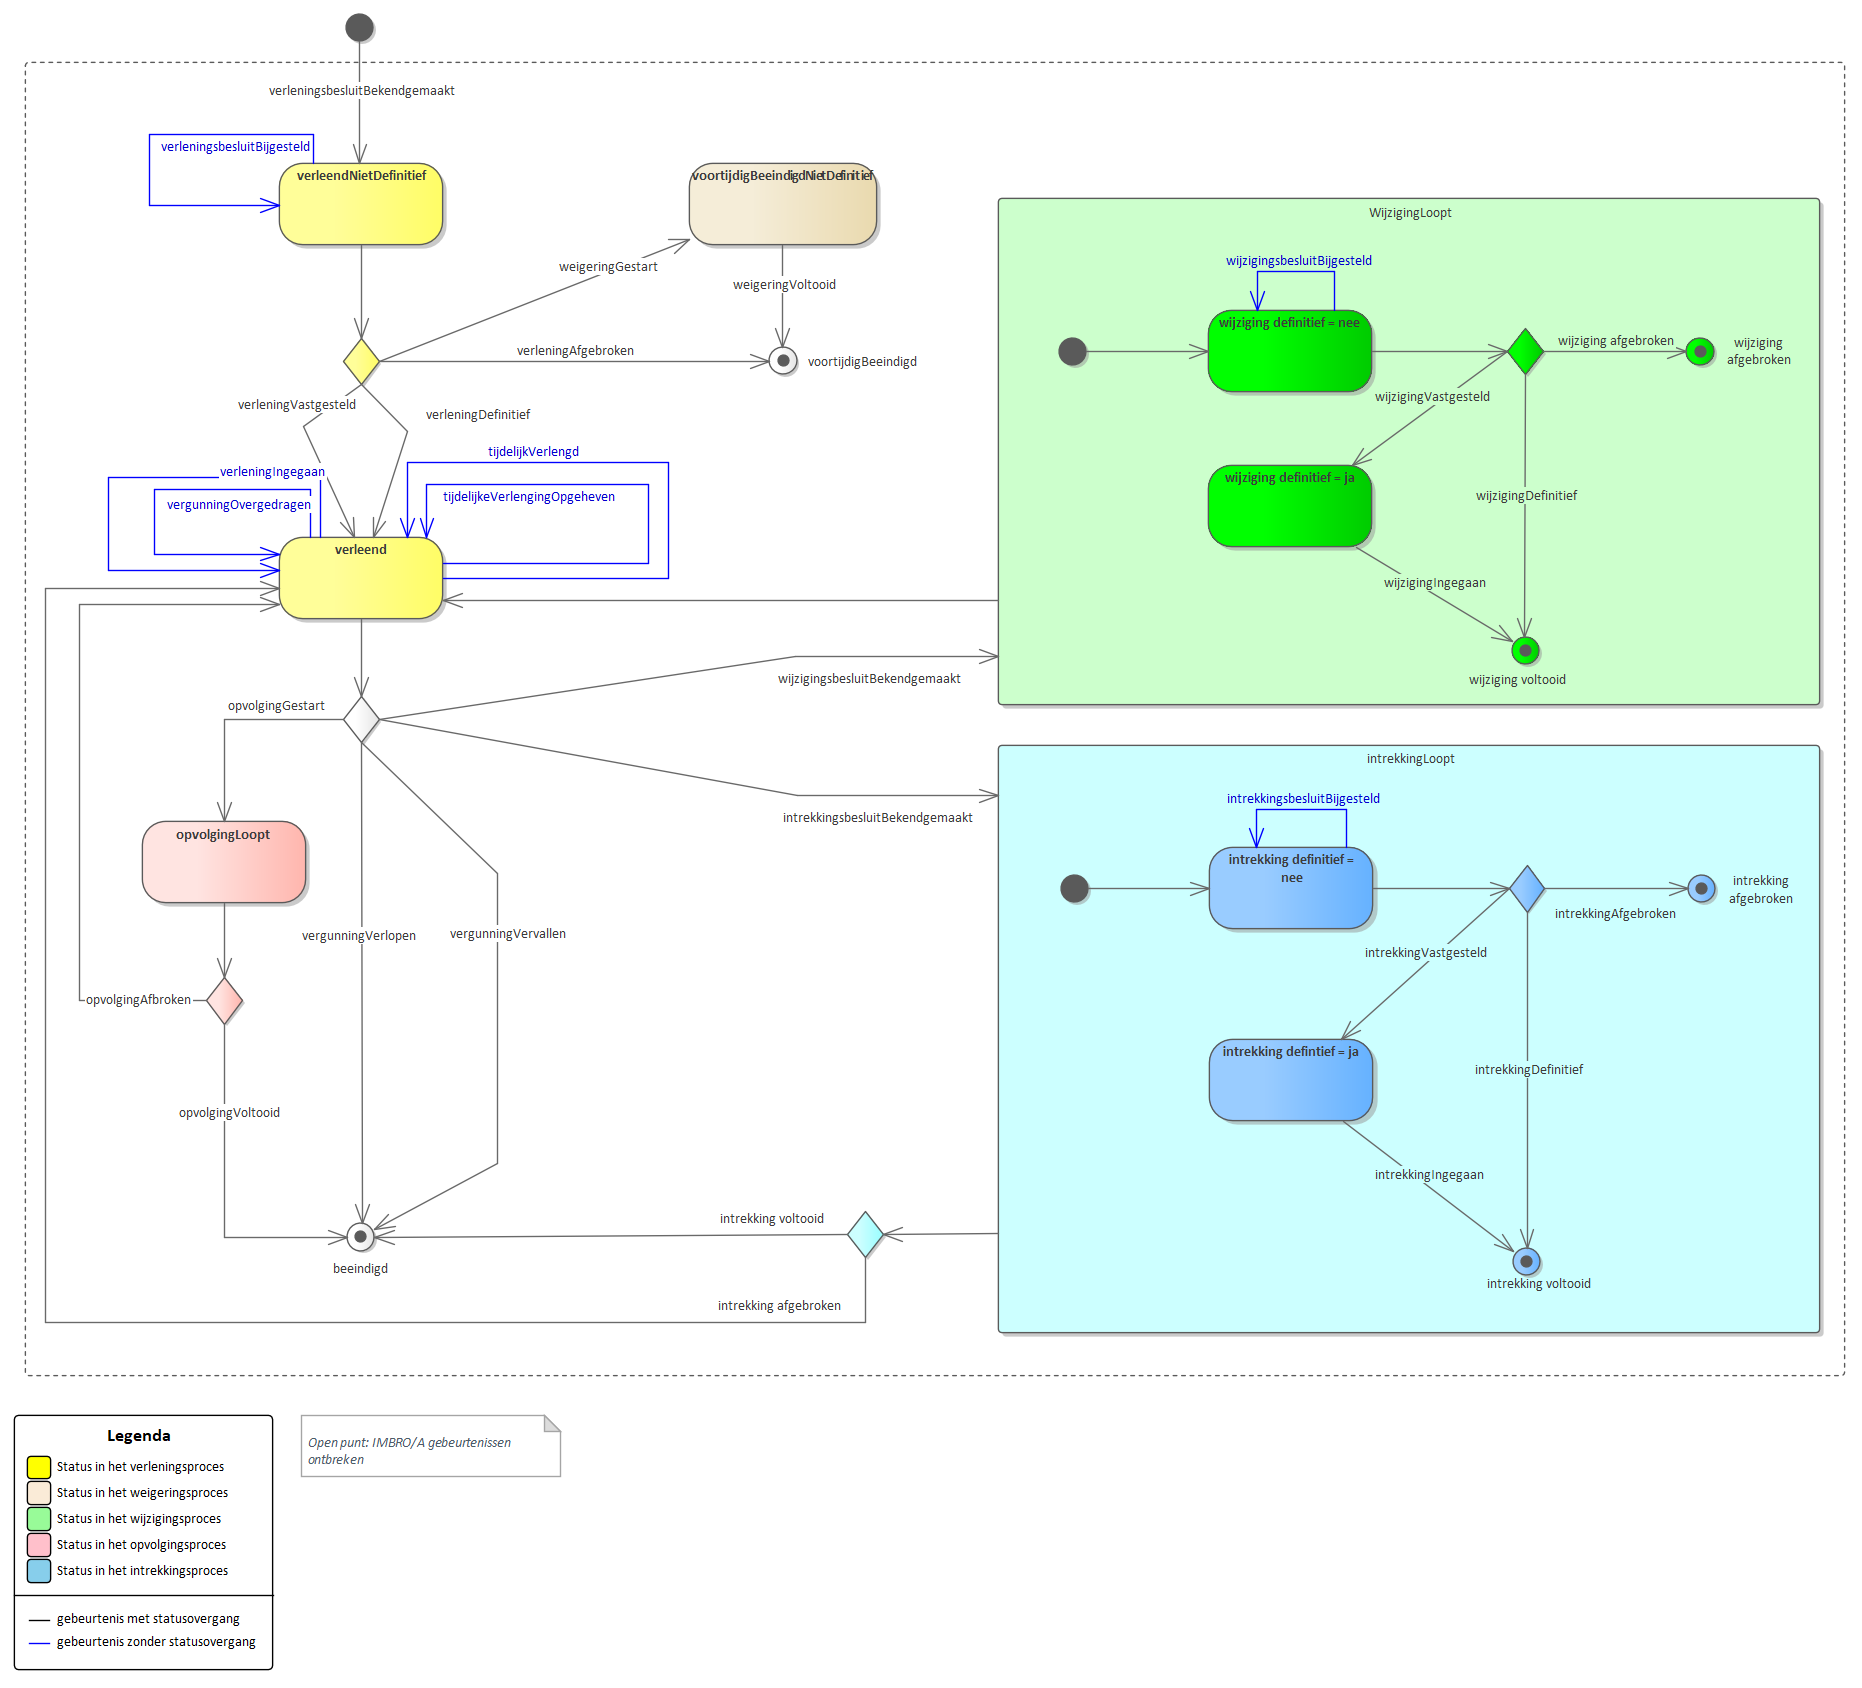 verleningsbesluitBekendgemaakt
verleningsbesluitBijgesteld
verleendNietDefinitief
voortijdigBeeindigdNietDefinitief
weigeringGestart
weigeringVoltooid
verleningAfgebroken
voortijdigBeeindigd
verleningVastgesteld
verleningDefinitief
tijdelijkVerlengd
verleningIngegaan
tijdelijkeVerlengingOpgeheven
vergunningOvergedragen
verleend
WijzigingLoopt
wijzigingsbesluitBijgesteld
wijziging definitief = nee
wijziging afgebroken
wijziging
afgebroken
wijzigingVastgesteld
wijziging definitief = ja
wijzigingDefinitief
wijzigingIngegaan
wijziging voltooid
wijzigingsbesluitBekendgemaakt
opvolgingGestart
intrekkingsbesluitBekendgemaakt
opvolgingLoopt
vergunningVerlopen
vergunningVervallen
opvolgingAfbroken
opvolgingVoltooid
intrekkingLoopt
intrekkingsbesluitBijgesteld
intrekking definitief =
nee
intrekking
afgebroken
intrekkingAfgebroken
intrekkingVastgesteld
intrekking defintief = ja
intrekkingDefinitief
intrekkingIngegaan
intrekking voltooid
intrekking voltooid
beeindigd
intrekking afgebroken
Legenda
Status in het verleningsproces
Status in het weigeringsproces
Status in het wijzigingsproces
Status in het opvolgingsproces
Status in het intrekkingsproces
gebeurtenis met statusovergang
gebeurtenis zonder statusovergang
Open punt: IMBRO/A gebeurtenissen
ontbreken